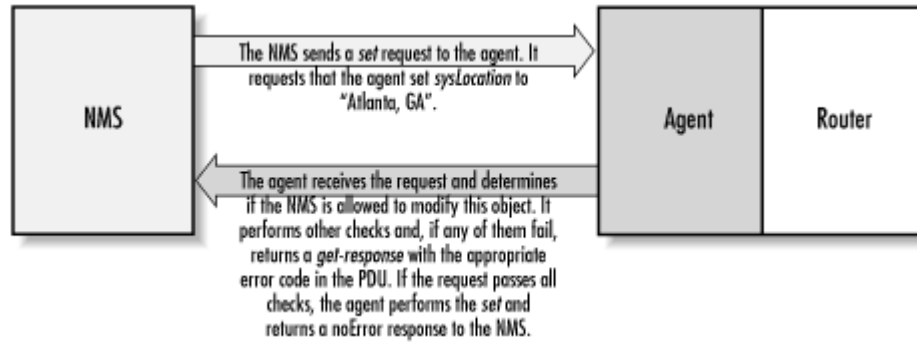 NMS
The NMS sends a set request to the agent. It
requests that the agent set sysLocation to
“Atlanta, GA”.
The agent receives the request and determines
if the NMS is allowed to modify this object. It
performs other checks and, if any of them fail,
returns a get-response with the appropriate
error code in the PDU. If the request passes all
checks, the agent performs the set and
returns a noError response to the NMS.
Agent
Router